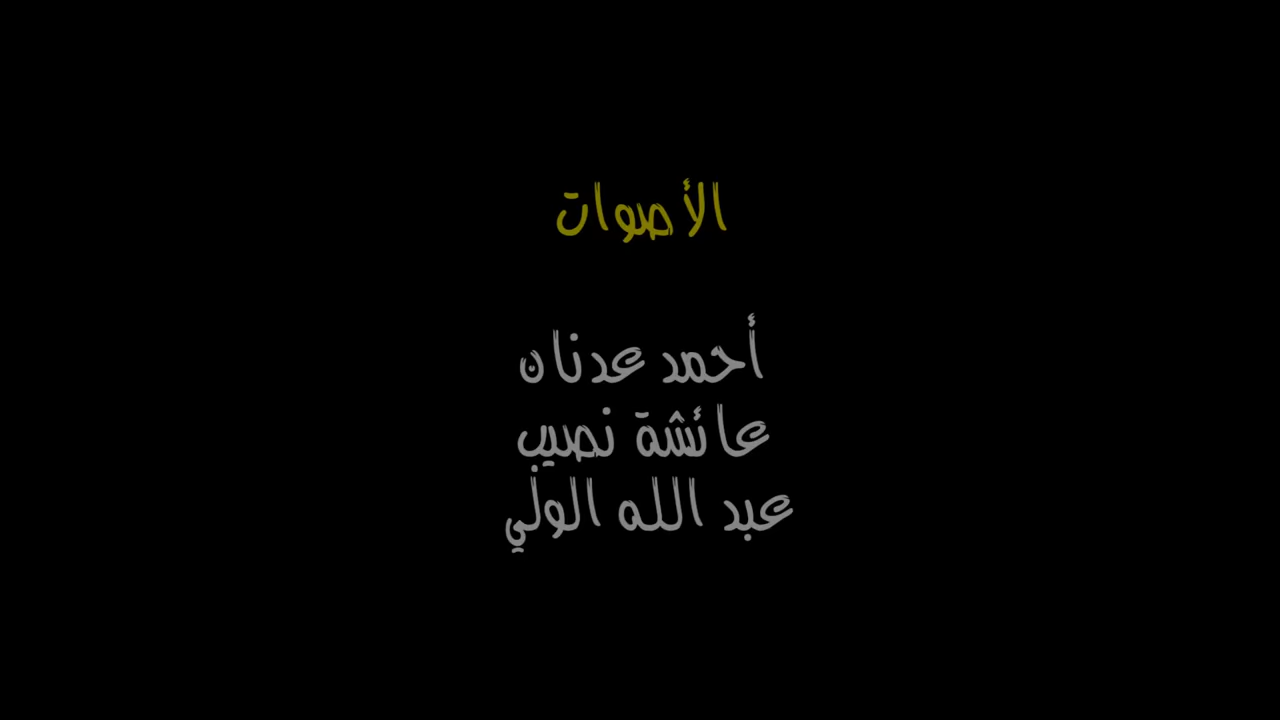 الأصوات
أحمد عدنان
عائشة نصيب
عبد الله الولي